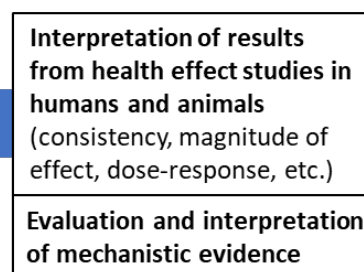 Interpretation of results
from health effect studies in
humans and animals
(consistency, magnitude of
effect, dose-response, etc.)
Evaluation and interpretation
of mechanistic evidence